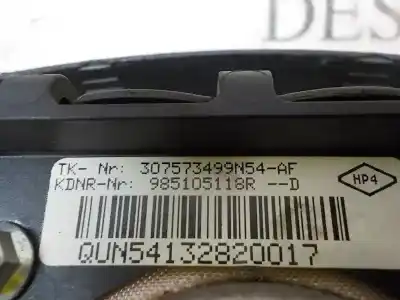 DES
TK- Nr: 307573499N54-AF
KDNR-Nr: 985105118R --D
HP4
QUN54132820017